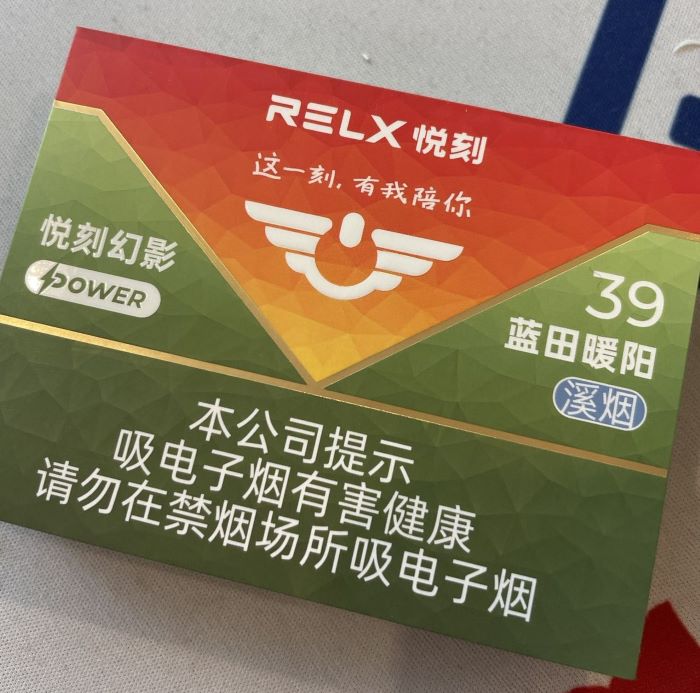 RELX 悦刻
这一刻,有我陪你
悦刻幻影
POWER
39
蓝田暖阳
溪烟
本公司提示
吸电子烟有害健康
请勿在禁烟场所吸电子烟